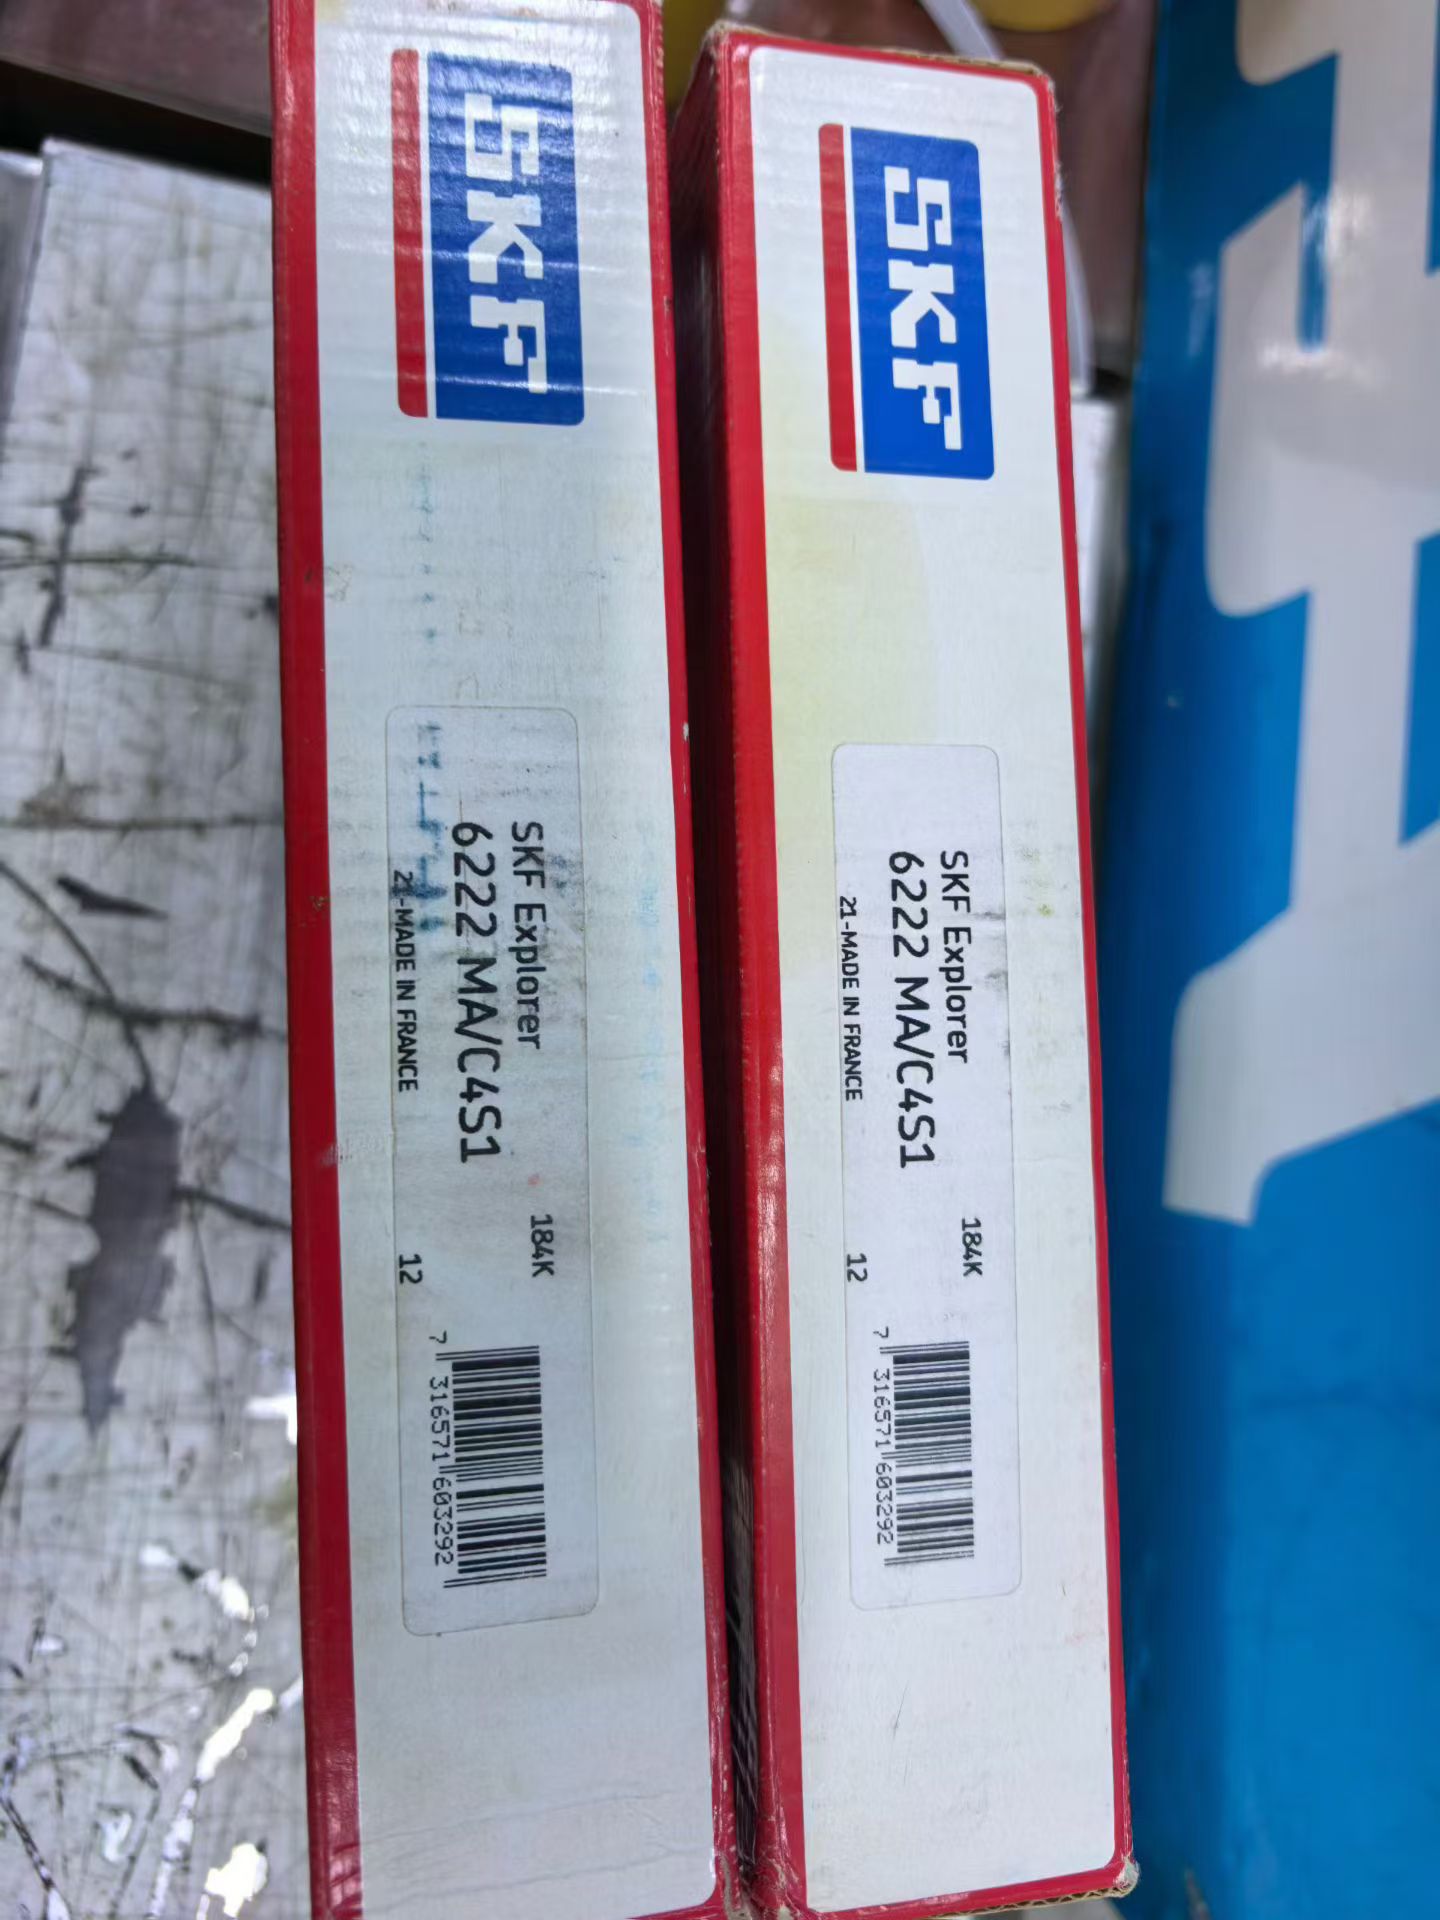 SKF
SKF Explorer
6222 MA/C4S1
21-MADE IN FRANCE
184K
12
7 316571 603292
SKF
SKF Explorer
6222 MA/C4S1
21-MADE IN FRANCE
184K
12
7 316571 603292